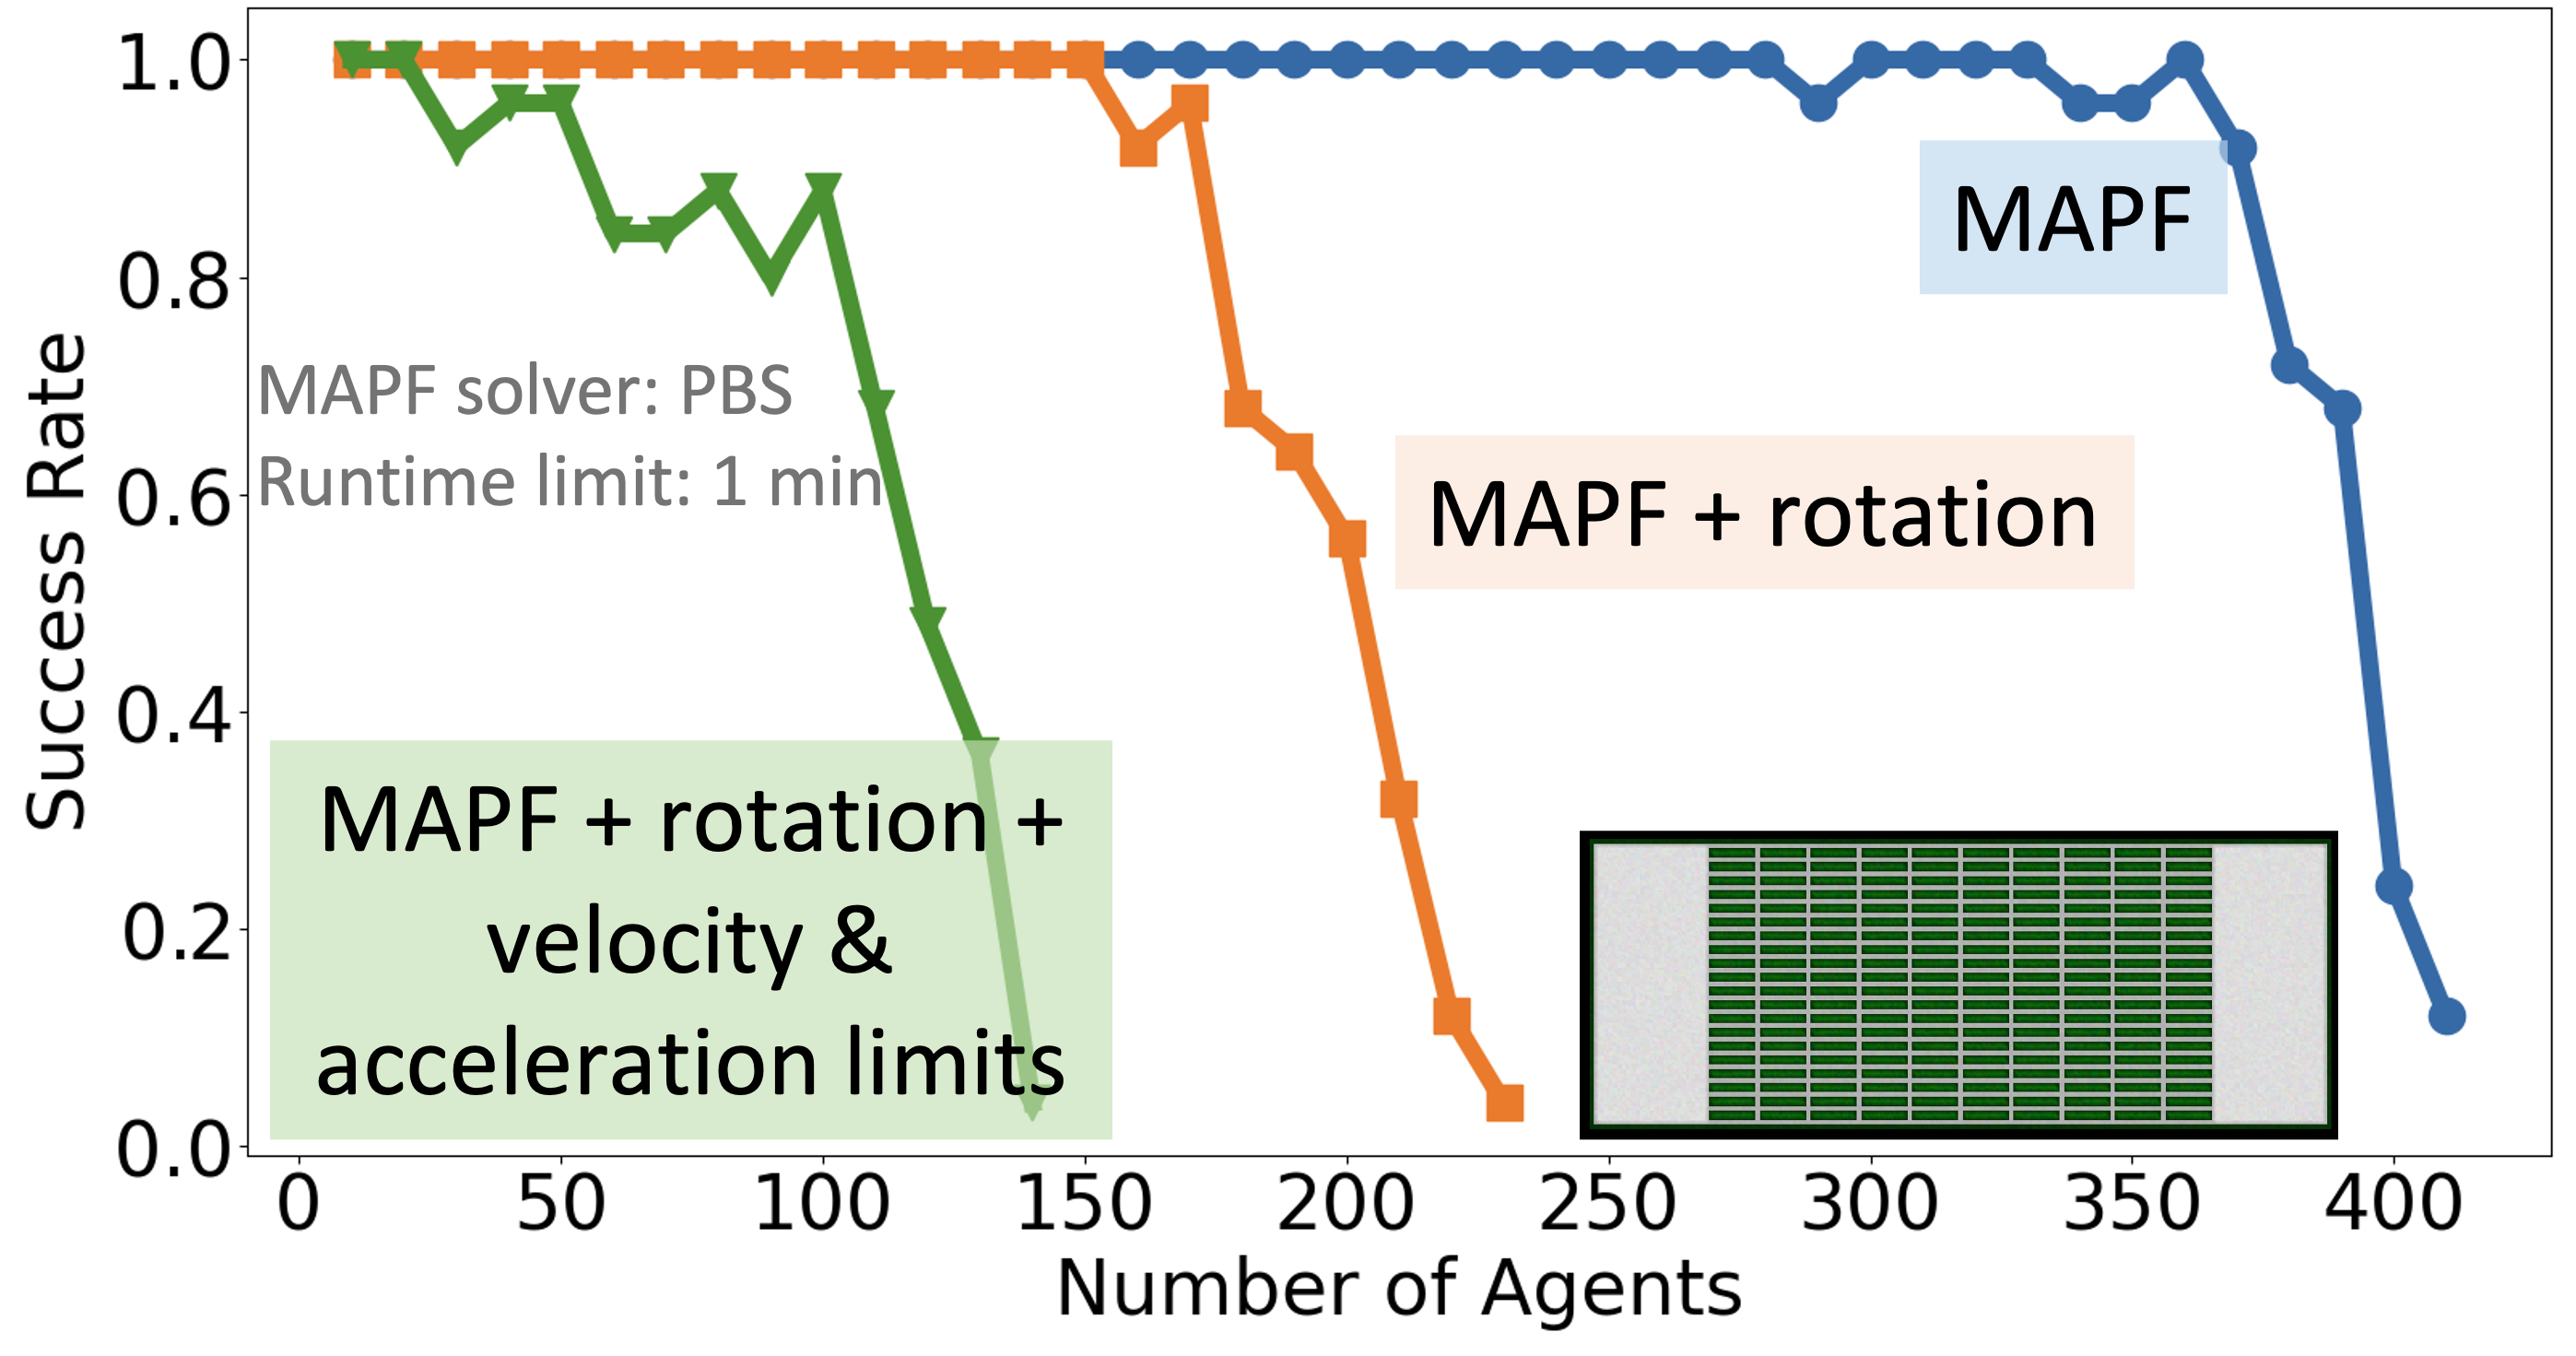 Success Rate
1.0
0.8
0.6
0.4
0.2
0.0
MAPF solver: PBS
Runtime limit: 1 min
MAPF
MAPF + rotation
MAPF + rotation +
velocity &
acceleration limits
0 50 100 150 200 250 300 350 400
Number of Agents